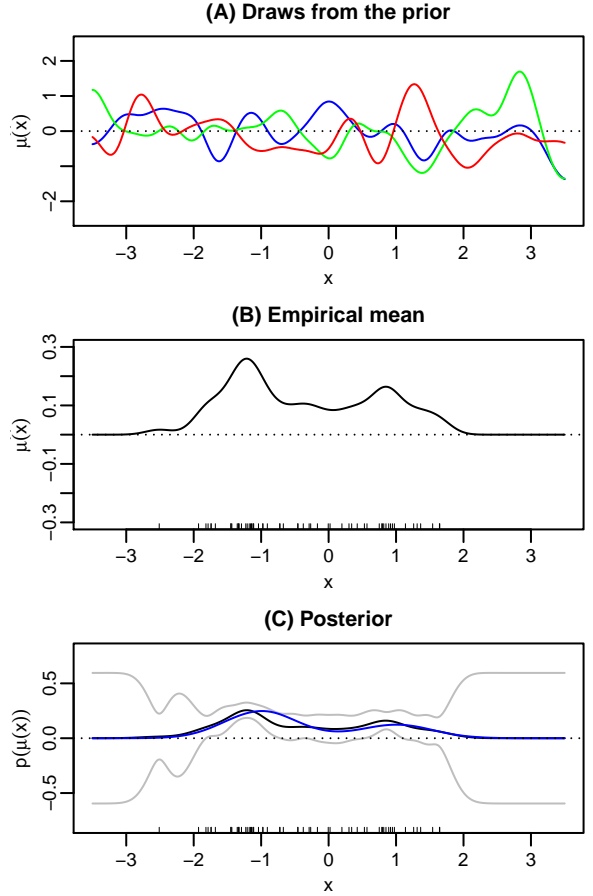 (A) Draws from the prior
μ(x)
2
1
0
−2
−3 −2 −1 0 1 2 3
x
(B) Empirical mean
μ(x)
0.3
0.1
−0.1
−0.3
−3 −2 −1 0 1 2 3
x
(C) Posterior
p(μ(x))
0.5
0.0
−0.5
−3 −2 −1 0 1 2 3
x